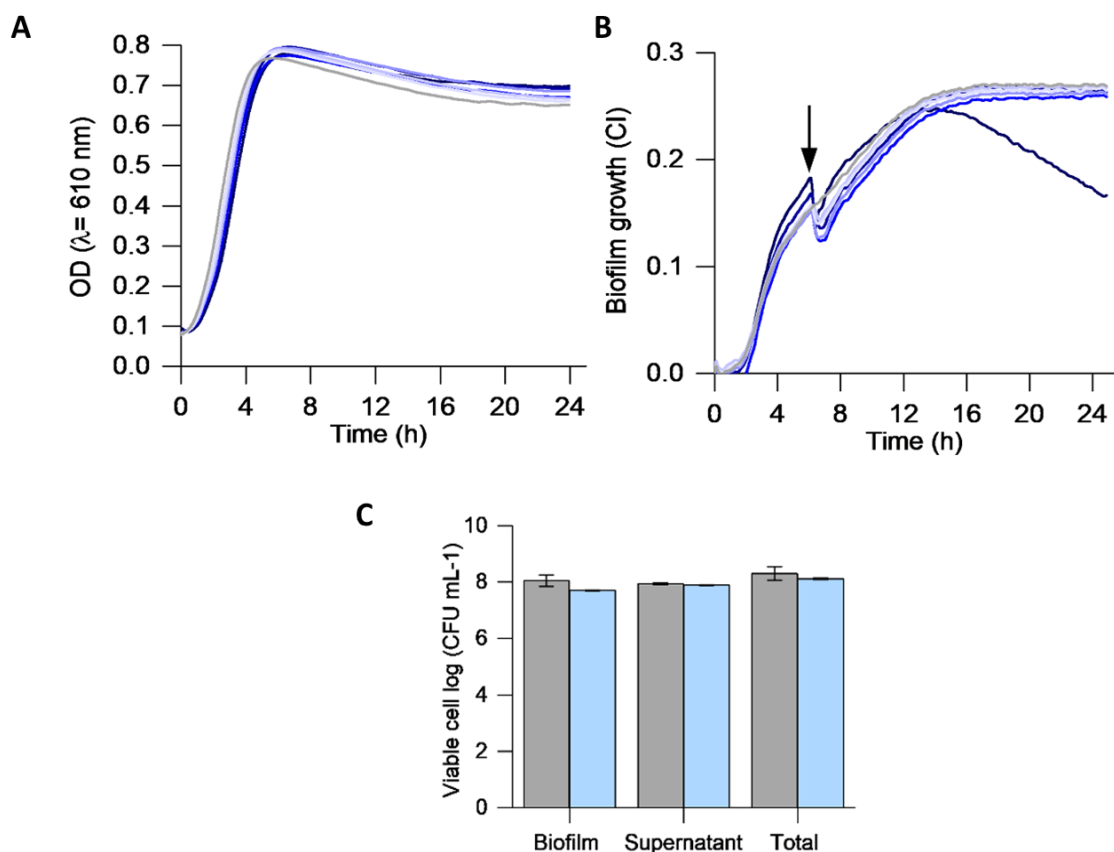 A
OD (λ= 610 nm)
0.8
0.7
0.6
0.5
0.4
0.3
0.2
0.1
0.0
0 4 8 12 16 20 24
Time (h)
B
Biofilm growth (CI)
0.3
0.2
0.1
0.0
0 4 8 12 16 20 24
Time (h)
C
Viable cell log (CFU mL-1)
10
8
6
4
2
0
Biofilm Supernatant Total